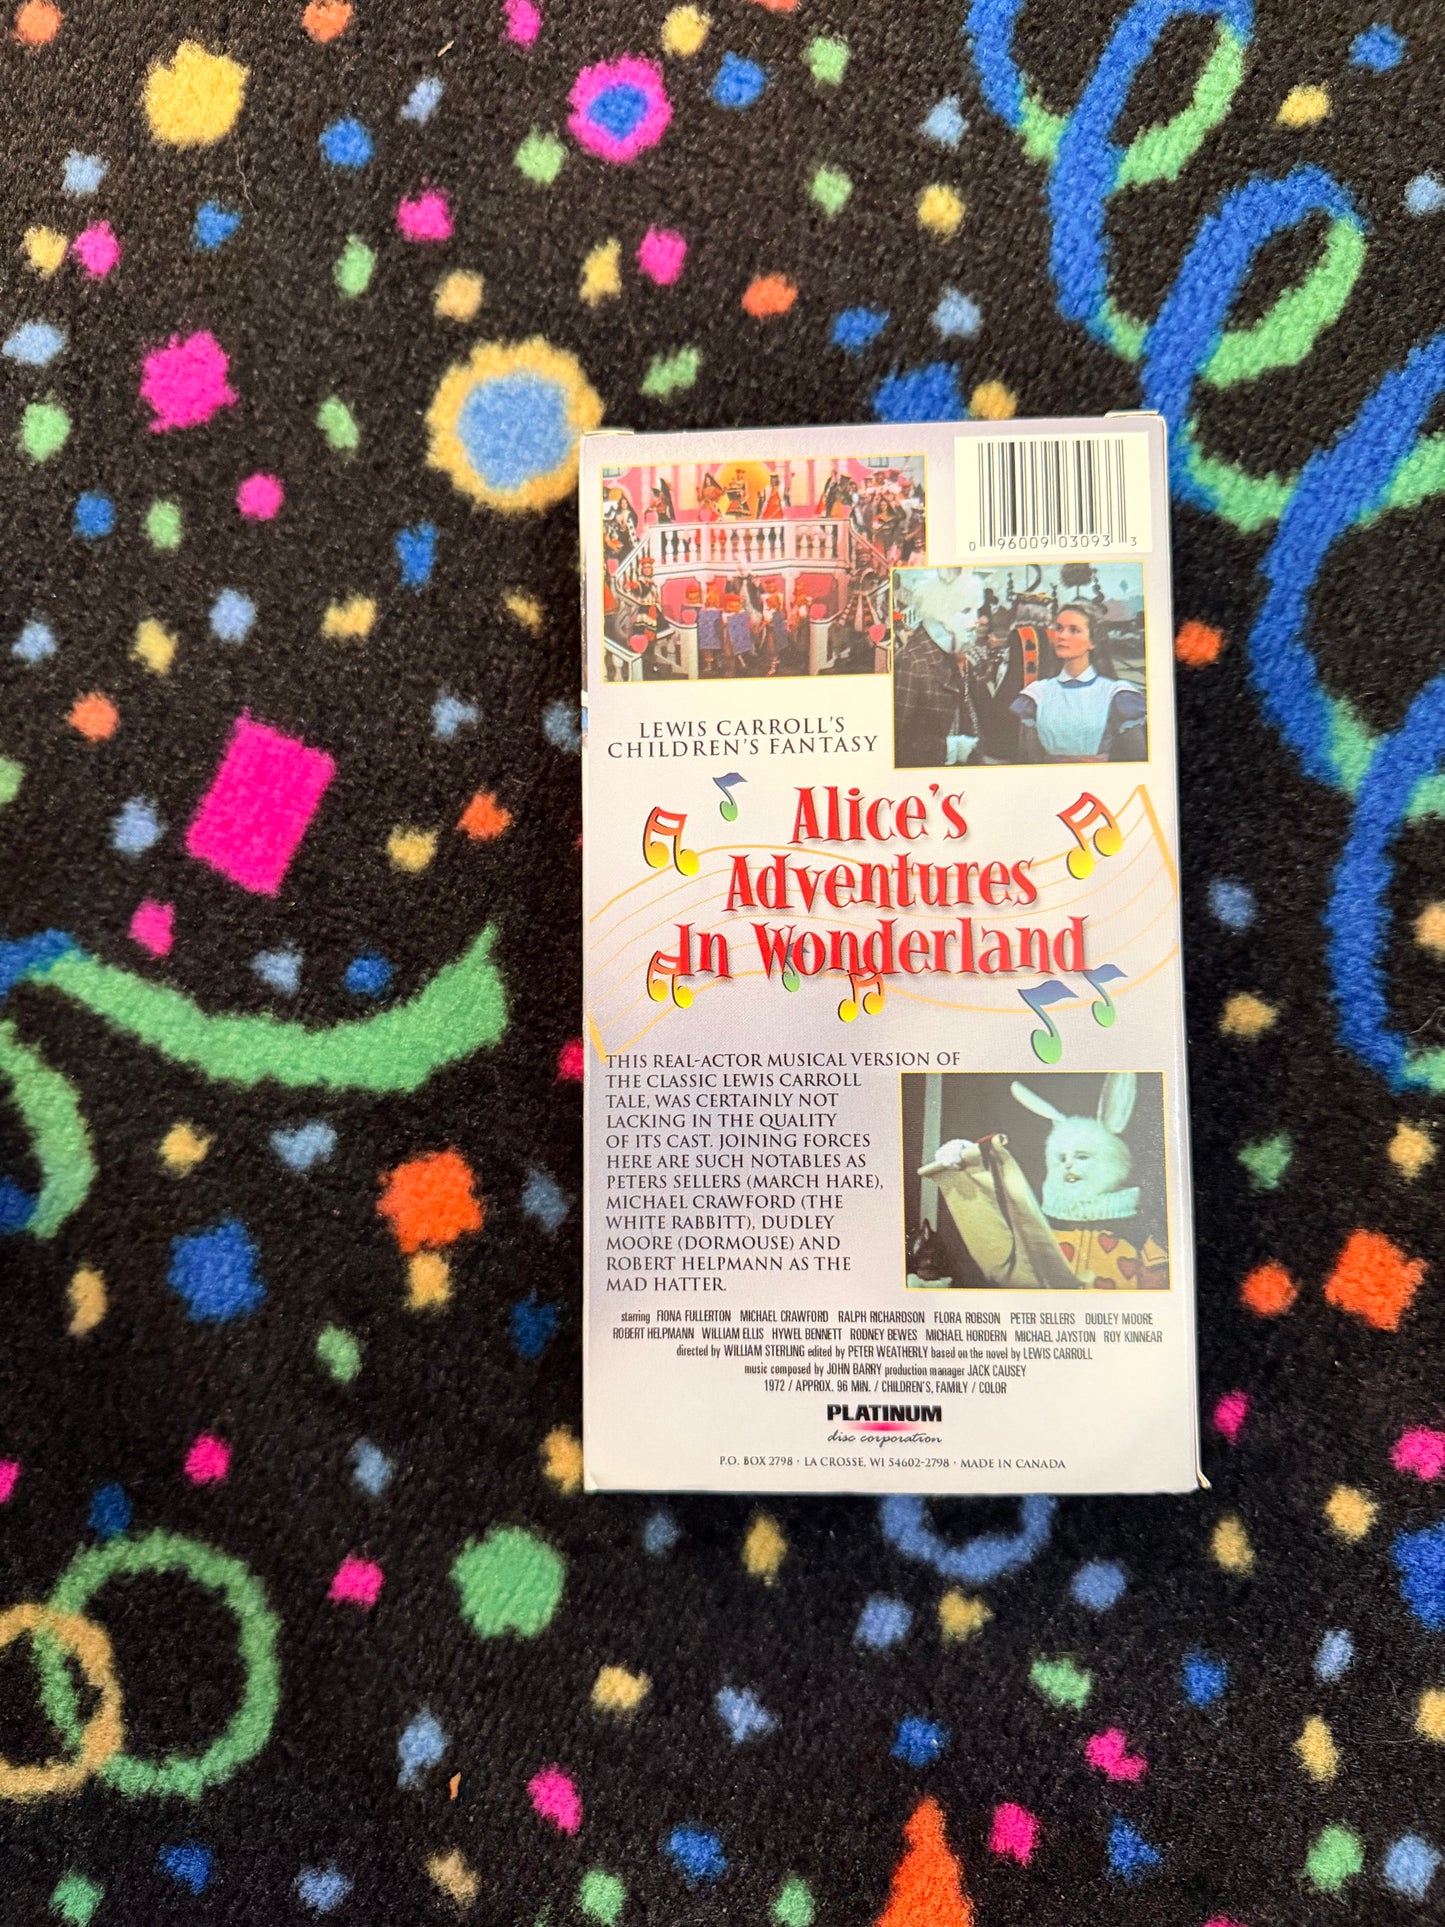 0 96009 03093 3
LEWIS CARROLL'S
CHILDREN'S FANTASY
Alice's
Adventures
In Wonderland
THIS REAL-ACTOR MUSICAL VERSION OF
THE CLASSIC LEWIS CARROLL
TALE, WAS CERTAINLY NOT
LACKING IN THE QUALITY
OF ITS CAST. JOINING FORCES
HERE ARE SUCH NOTABLES AS
PETERS SELLERS (MARCH HARE),
MICHAEL CRAWFORD (THE
WHITE RABBITT), DUDLEY
MOORE (DORMOUSE) AND
ROBERT HELPMANN AS THE
MAD HATTER.
starring FIONA FULLERTON MICHAEL CRAWFORD RALPH RICHARDSON FLORA ROBSON PETER SELLERS DUDLEY MOORE
ROBERT HELPMANN WILLIAM ELLIS HYWEL BENNETT RODNEY BEWES MICHAEL HORDERN MICHAEL JAYSTON ROY KINNEAR
directed by WILLIAM STERLING edited by PETER WEATHERLY based on the novel by LEWIS CARROLL
music composed by JOHN BARRY production manager JACK CAUSEY
1972 / APPROX. 96 MIN. / CHILDREN'S, FAMILY / COLOR
PLATINUM
disc corporation
P.O. BOX 2798 · LA CROSSE, WI 54602-2798 · MADE IN CANADA